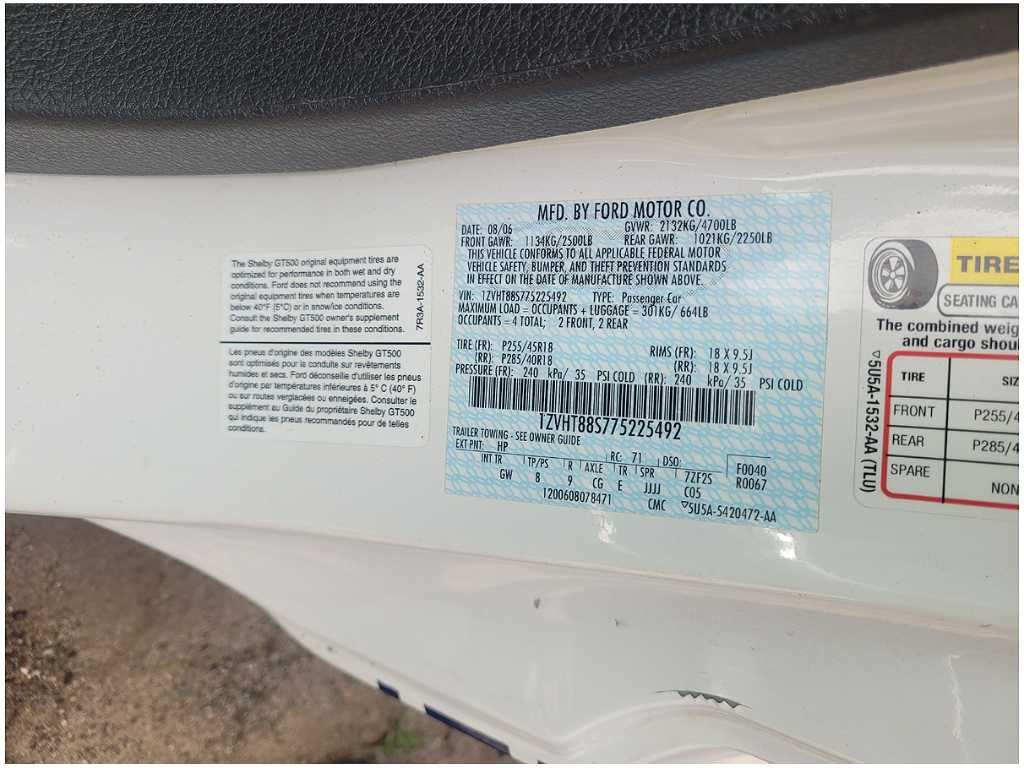 The Shelby GT500 original equipment tires are
optimized for performance in both wet and dry
conditions. Ford does not recommend using the
original equipment tires when temperatures are
below 40°F (5°C) or in snow/ice conditions.
Consult the Shelby GT500 owner's supplement
guide for recommended tires in these conditions.
7R3A-1532-AA
Les pneus d'origine des modèles Shelby GT500
sont optimisés pour la conduite sur revêtements
humides et secs. Ford déconseille d'utiliser les pneus
d'origine par températures inférieures à 5° C (40° F)
ou sur routes verglacées ou enneigées. Consulter le
supplément au Guide du propriétaire Shelby GT500
qui indique les pneus recommandés pour de telles
conditions.
MFD. BY FORD MOTOR CO.
DATE: 08/06 GVWR: 2132KG/4700LB
FRONT GAWR: 1134KG/2500LB REAR GAWR: 1021KG/2250LB
THIS VEHICLE CONFORMS TO ALL APPLICABLE FEDERAL MOTOR
VEHICLE SAFETY, BUMPER, AND THEFT PREVENTION STANDARDS
IN EFFECT ON THE DATE OF MANUFACTURE SHOWN ABOVE.
VIN: 1ZVHT88S775225492 TYPE: Passenger Car
MAXIMUM LOAD = OCCUPANTS + LUGGAGE = 301KG/ 664LB
OCCUPANTS = 4 TOTAL; 2 FRONT, 2 REAR
TIRE (FR): P255/45R18 RIMS (FR): 18 X 9.5J
(RR): P285/40R18 (RR): 18 X 9.5J
PRESSURE (FR): 240 kPa/ 35 PSI COLD (RR): 240 kPa/ 35 PSI COLD
1ZVHT88S775225492
TRAILER TOWING - SEE OWNER GUIDE
EXT PNT: HP RC: 71 DSO: F0040
INT TR TP/PS R AXLE TR SPR 7ZF2S R0067
GW B 9 CG E JJJJ C05
1200608078471 CMC ▽5U5A-5420472-AA
TIRE
SEATING CA
The combined weig
and cargo shoul
TIRE SIZ
FRONT P255/4
REAR P285/4
SPARE NON
▽5U5A-1532-AA (TLU)